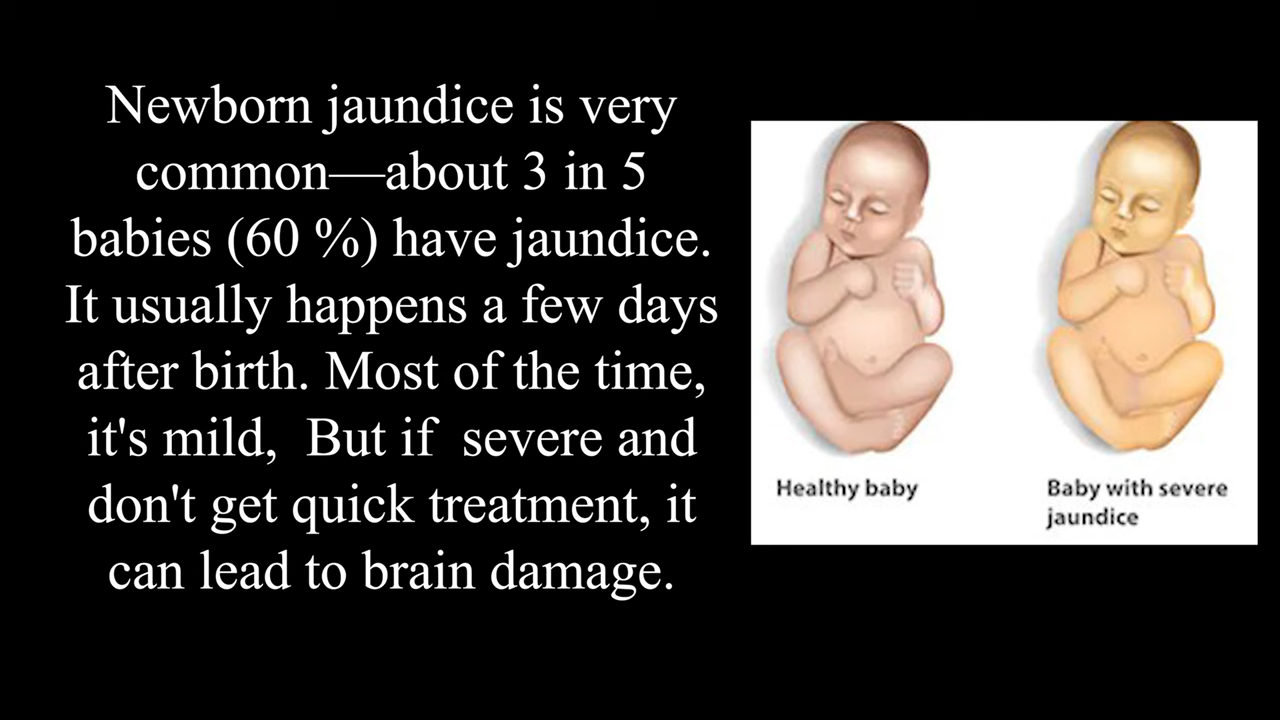 Newborn jaundice is very
common—about 3 in 5
babies (60 %) have jaundice.
It usually happens a few days
after birth. Most of the time,
it's mild,  But if  severe and
don't get quick treatment, it
can lead to brain damage.
Healthy baby
Baby with severe
jaundice